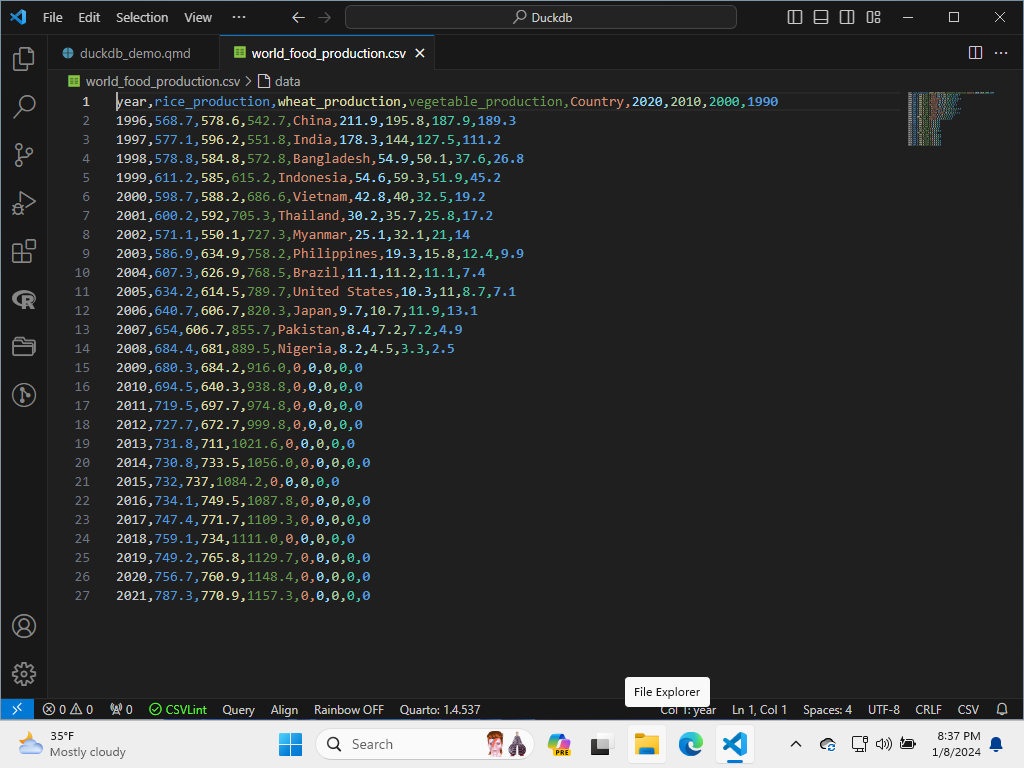 File Edit Selection View ··· Duckdb
duckdb_demo.qmd world_food_production.csv
world_food_production.csv > data
1 year,rice_production,wheat_production,vegetable_production,Country,2020,2010,2000,1990
2 1996,568.7,578.6,542.7,China,211.9,195.8,187.9,189.3
3 1997,577.1,596.2,551.8,India,178.3,144,127.5,111.2
4 1998,578.8,584.8,572.8,Bangladesh,54.9,50.1,37.6,26.8
5 1999,611.2,585,615.2,Indonesia,54.6,59.3,51.9,45.2
6 2000,598.7,588.2,686.6,Vietnam,42.8,40,32.5,19.2
7 2001,600.2,592,705.3,Thailand,30.2,35.7,25.8,17.2
8 2002,571.1,550.1,727.3,Myanmar,25.1,32.1,21,14
9 2003,586.9,634.9,758.2,Philippines,19.3,15.8,12.4,9.9
10 2004,607.3,626.9,768.5,Brazil,11.1,11.2,11.1,7.4
11 2005,634.2,614.5,789.7,United States,10.3,11,8.7,7.1
12 2006,640.7,606.7,820.3,Japan,9.7,10.7,11.9,13.1
13 2007,654,606.7,855.7,Pakistan,8.4,7.2,7.2,4.9
14 2008,684.4,681,889.5,Nigeria,8.2,4.5,3.3,2.5
15 2009,680.3,684.2,916.0,0,0,0,0,0
16 2010,694.5,640.3,938.8,0,0,0,0,0
17 2011,719.5,697.7,974.8,0,0,0,0,0
18 2012,727.7,672.7,999.8,0,0,0,0,0
19 2013,731.8,711,1021.6,0,0,0,0,0
20 2014,730.8,733.5,1056.0,0,0,0,0,0
21 2015,732,737,1084.2,0,0,0,0,0
22 2016,734.1,749.5,1087.8,0,0,0,0,0
23 2017,747.4,771.7,1109.3,0,0,0,0,0
24 2018,759.1,734,1111.0,0,0,0,0,0
25 2019,749.2,765.8,1129.7,0,0,0,0,0
26 2020,756.7,760.9,1148.4,0,0,0,0,0
27 2021,787.3,770.9,1157.3,0,0,0,0,0
File Explorer
0 0 0 CSVLint Query Align Rainbow OFF Quarto: 1.4.537 Col 1: year Ln 1, Col 1 Spaces: 4 UTF-8 CRLF CSV
35°F
Mostly cloudy
Search
PRE
8:37 PM
1/8/2024